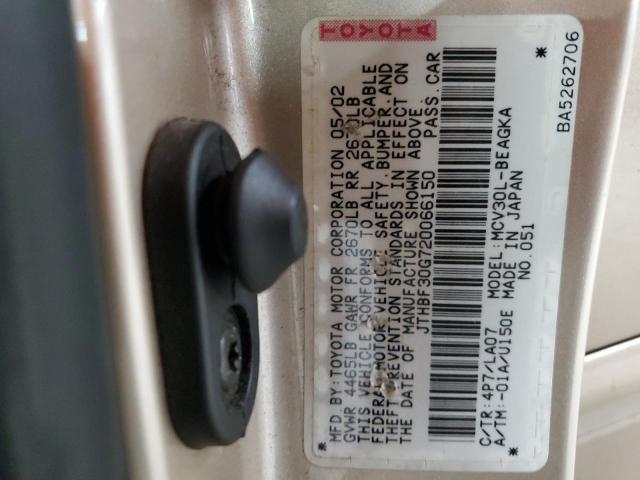 TOYOTA
MFD BY: TOYOTA MOTOR CORPORATION 05/02
GVWR 4465LB GAWR FR 2670LB RR 2670LB
THIS VEHICLE CONFORMS TO ALL APPLICABLE
FEDERAL MOTOR VEHICLE SAFETY, BUMPER, AND
THEFT PREVENTION STANDARDS IN EFFECT ON
THE DATE OF MANUFACTURE SHOWN ABOVE.
JTHBF30G720066150 PASS.CAR
C/TR:4P7/LA07 MODEL:MCV30L-BEAGKA
A/TM:-01A/U150E MADE IN JAPAN
NO.051
* *
BA5262706